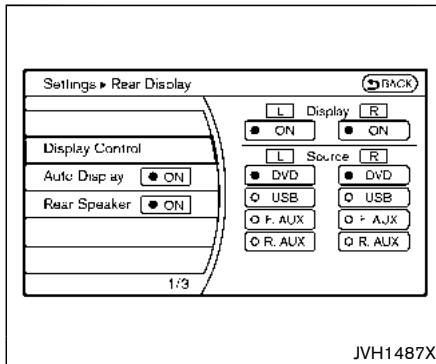 Settings ▸ Rear Display BACK
L Display R
ON ON
Display Control
L Source R
Auto Display ON
DVD DVD
Rear Speaker ON
USB USB
F. AUX F. AUX
R. AUX R. AUX
1/3
JVH1487X